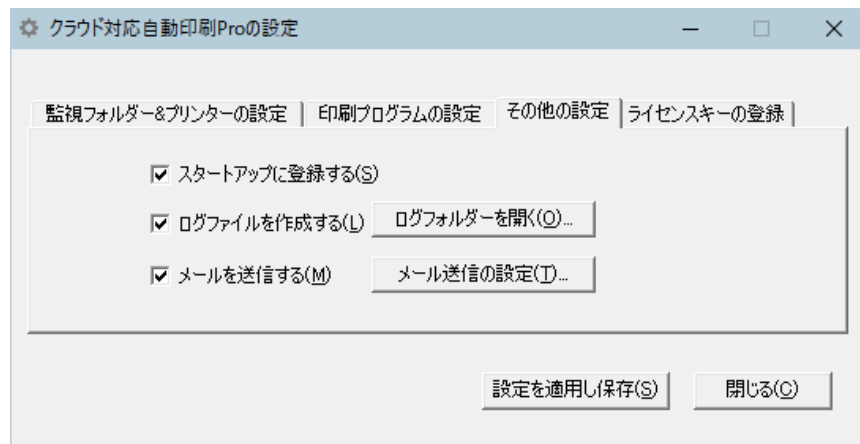 クラウド対応自動印刷Proの設定
監視フォルダー&プリンターの設定 印刷プログラムの設定 その他の設定 ライセンスキーの登録
スタートアップに登録する(S)
ログファイルを作成する(L) ログフォルダーを開く(O)...
メールを送信する(M) メール送信の設定(T)...
設定を適用し保存(S) 閉じる(C)